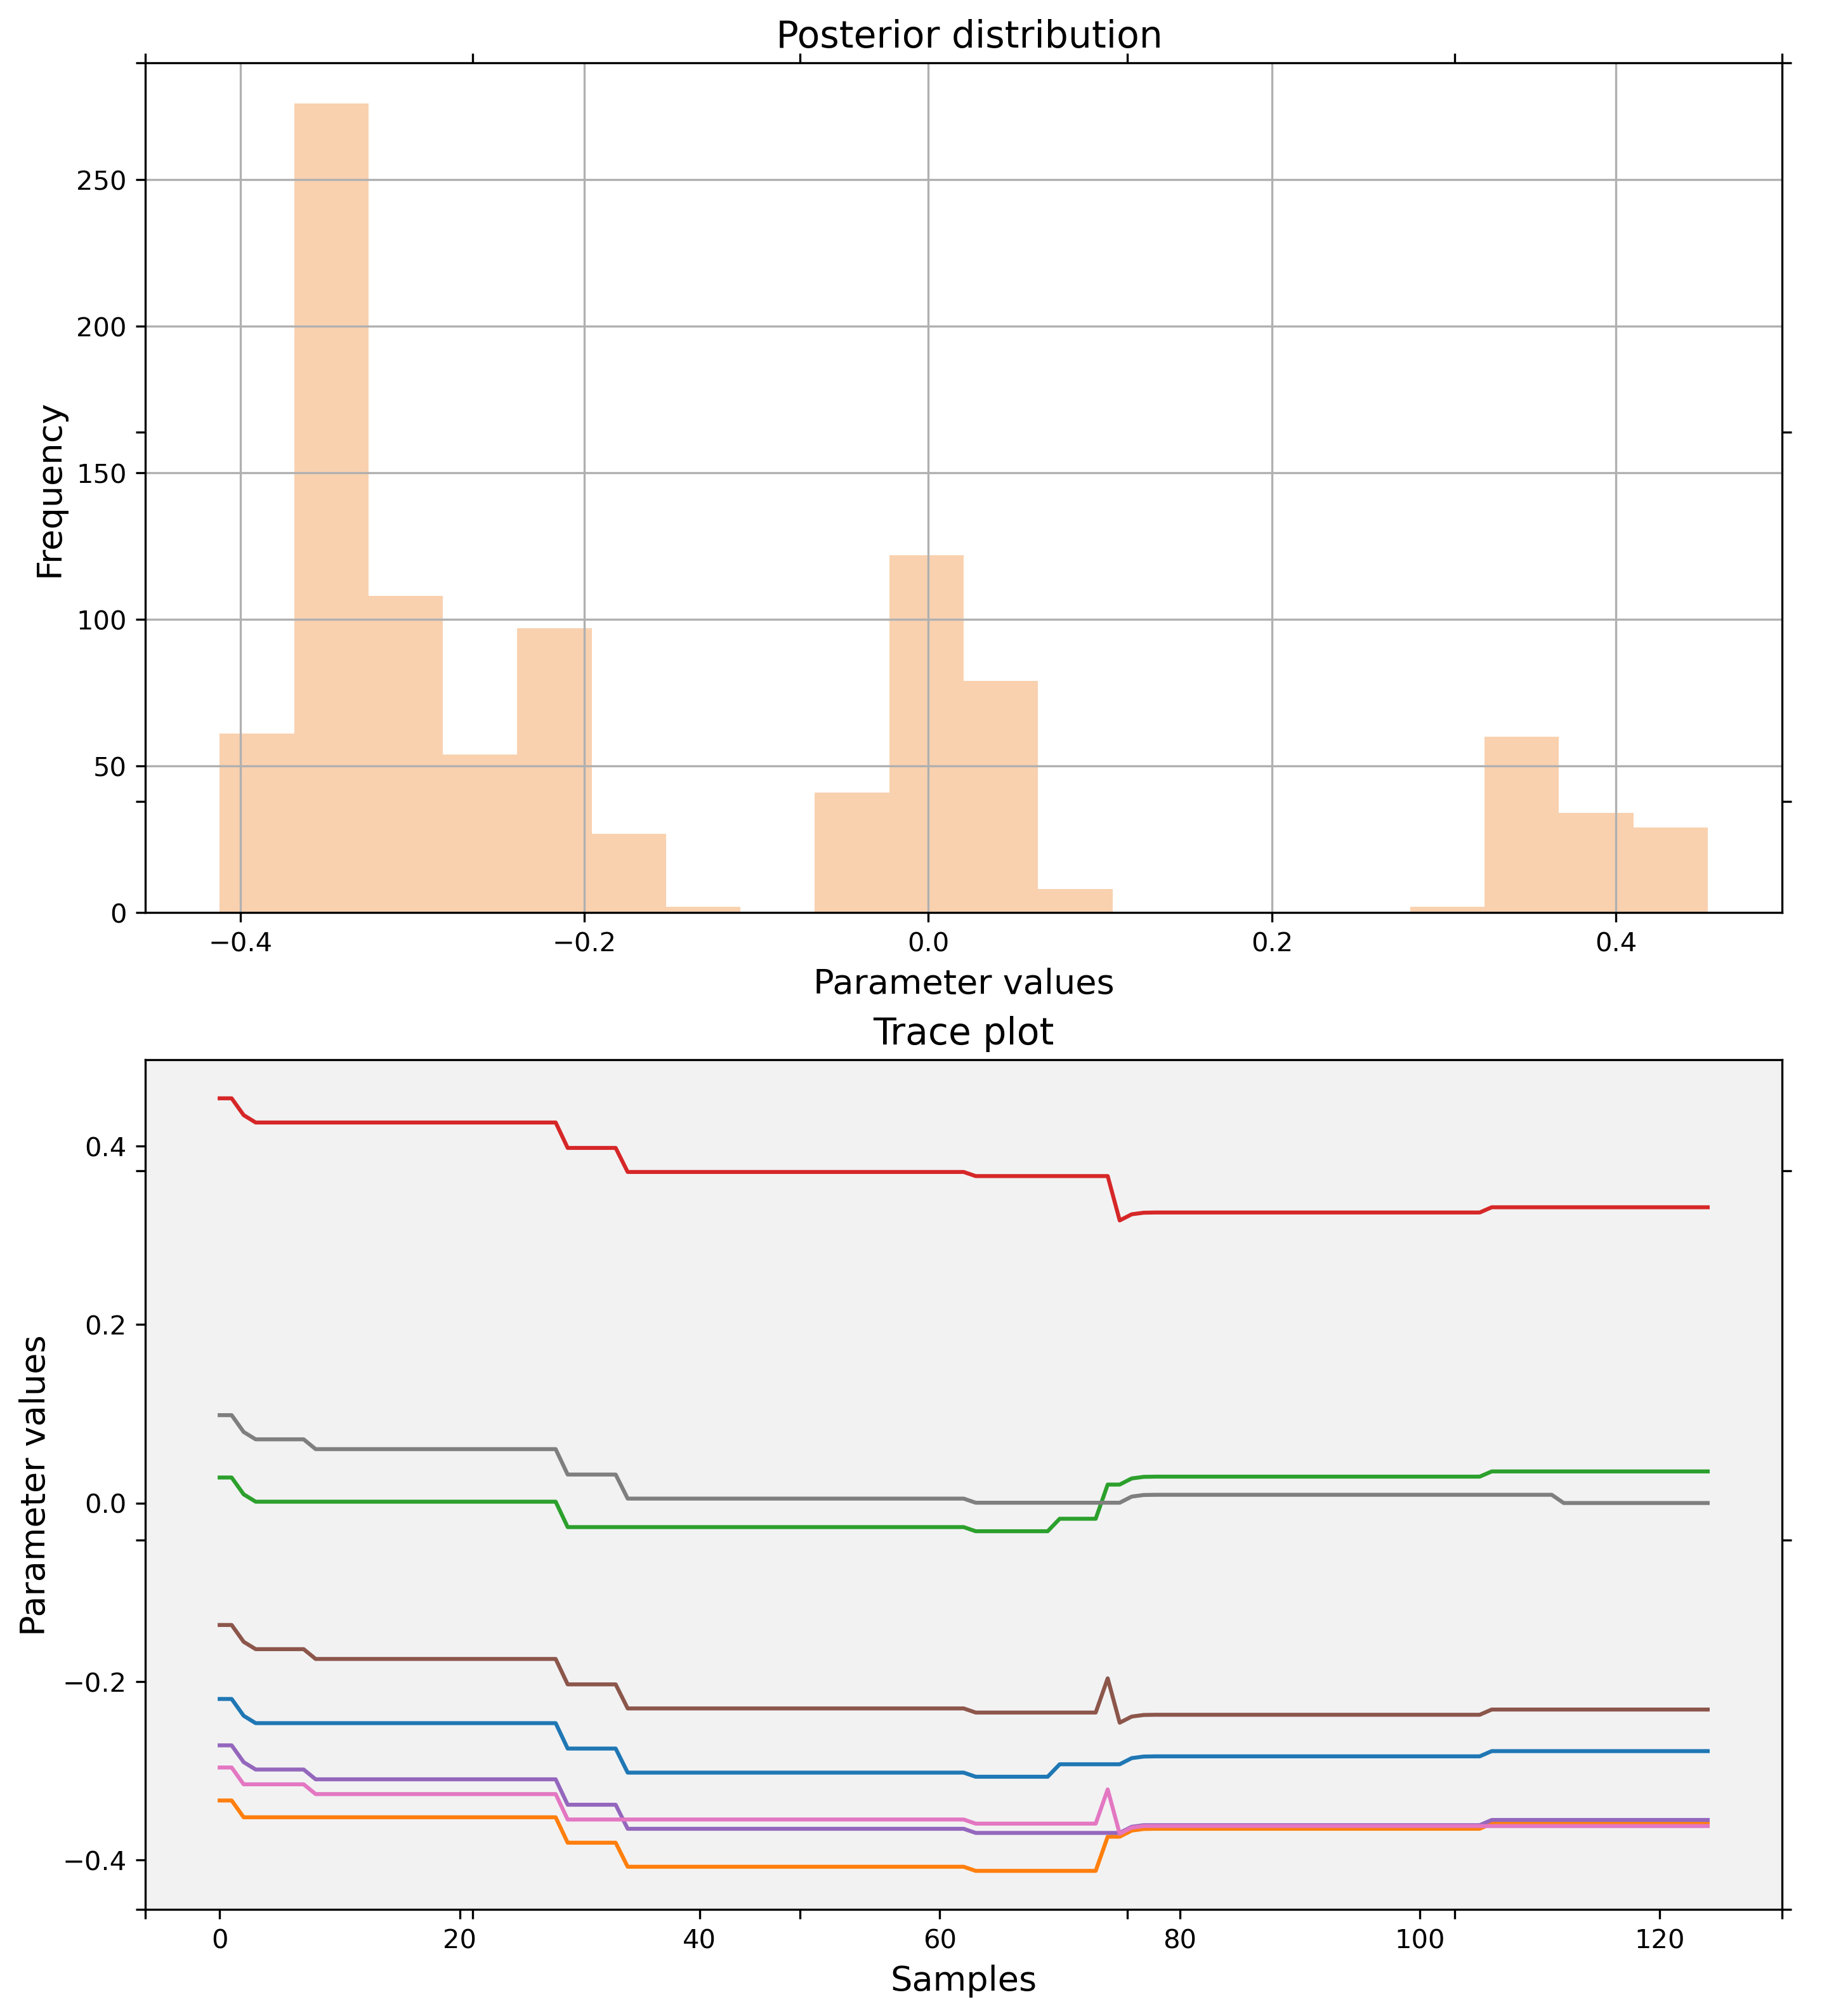 Posterior distribution
250
200
150
100
50
0
Frequency
−0.4 −0.2 0.0 0.2 0.4
Parameter values
Trace plot
0.4
0.2
0.0
−0.2
−0.4
Parameter values
0 20 40 60 80 100 120
Samples